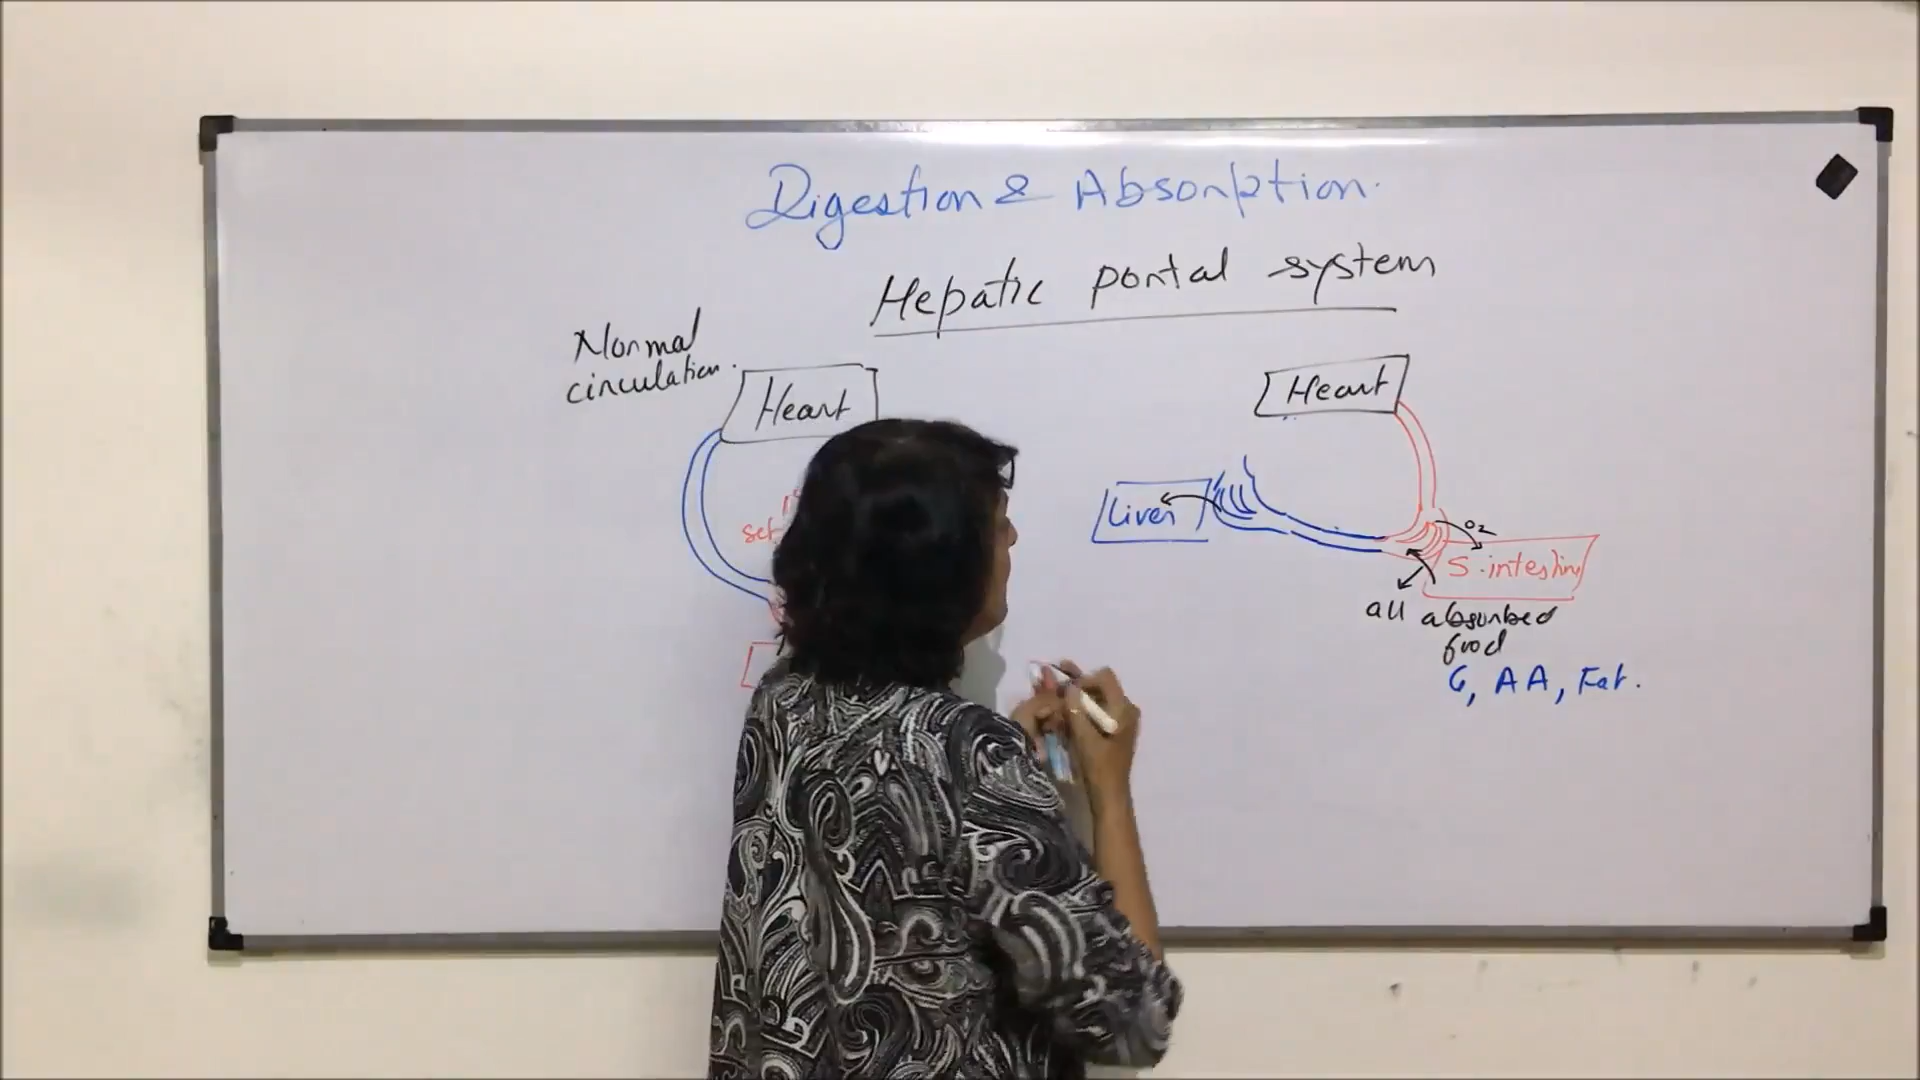 Digestion & Absorption.
Hepatic portal system
Normal
circulation.
Heart
Heart
Liver
O2
S. intestine
all absorbed
food
G, AA, Fat.